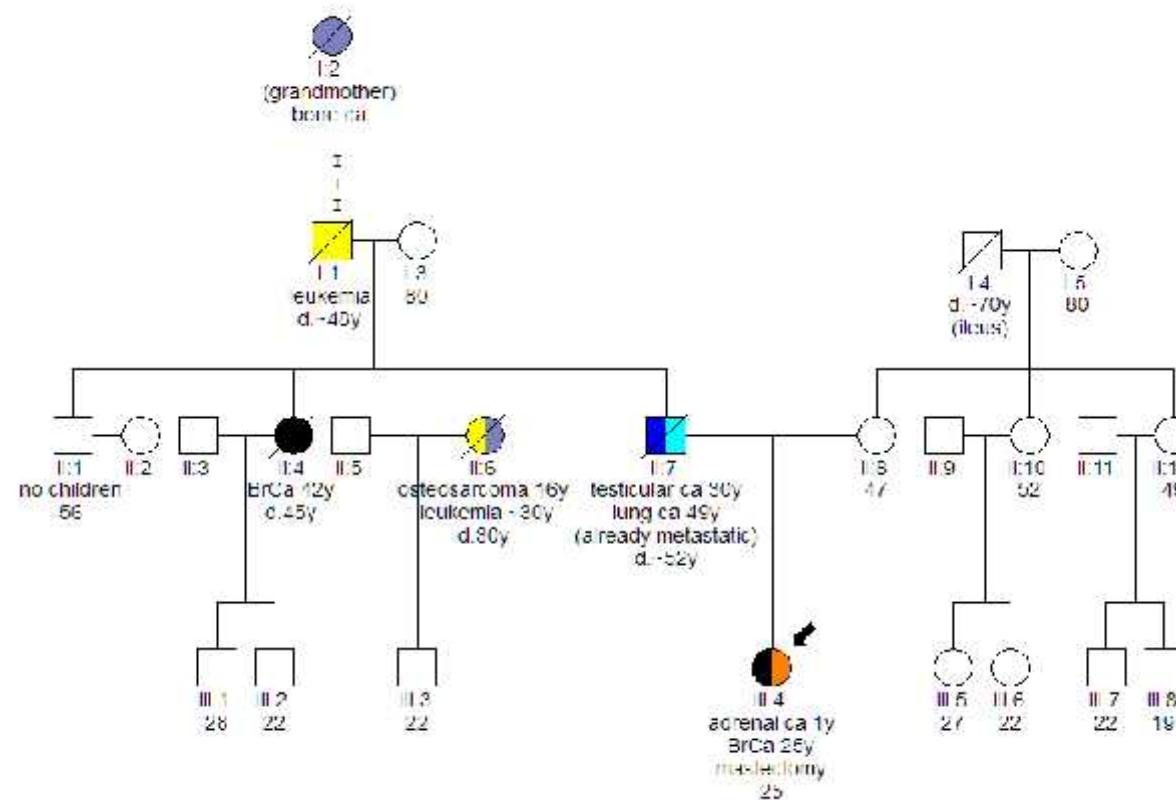 I:2
(grandmother)
bone ca
I:1
leukemia
d.~48y
I:3
80
I:4
d.~70y
(ileus)
I:5
80
II:1
no children
56
II:2
II:3
II:4
BrCa 42y
d.45y
II:5
II:6
osteosarcoma 16y
leukemia ~30y
d.30y
II:7
testicular ca 30y
lung ca 49y
(already metastatic)
d.~52y
II:8
47
II:9
II:10
52
II:11
III:1
28
III:2
22
III:3
22
III:4
adrenal ca 1y
BrCa 25y
mastectomy
25
III:5
27
III:6
22
III:7
22
III:8
19